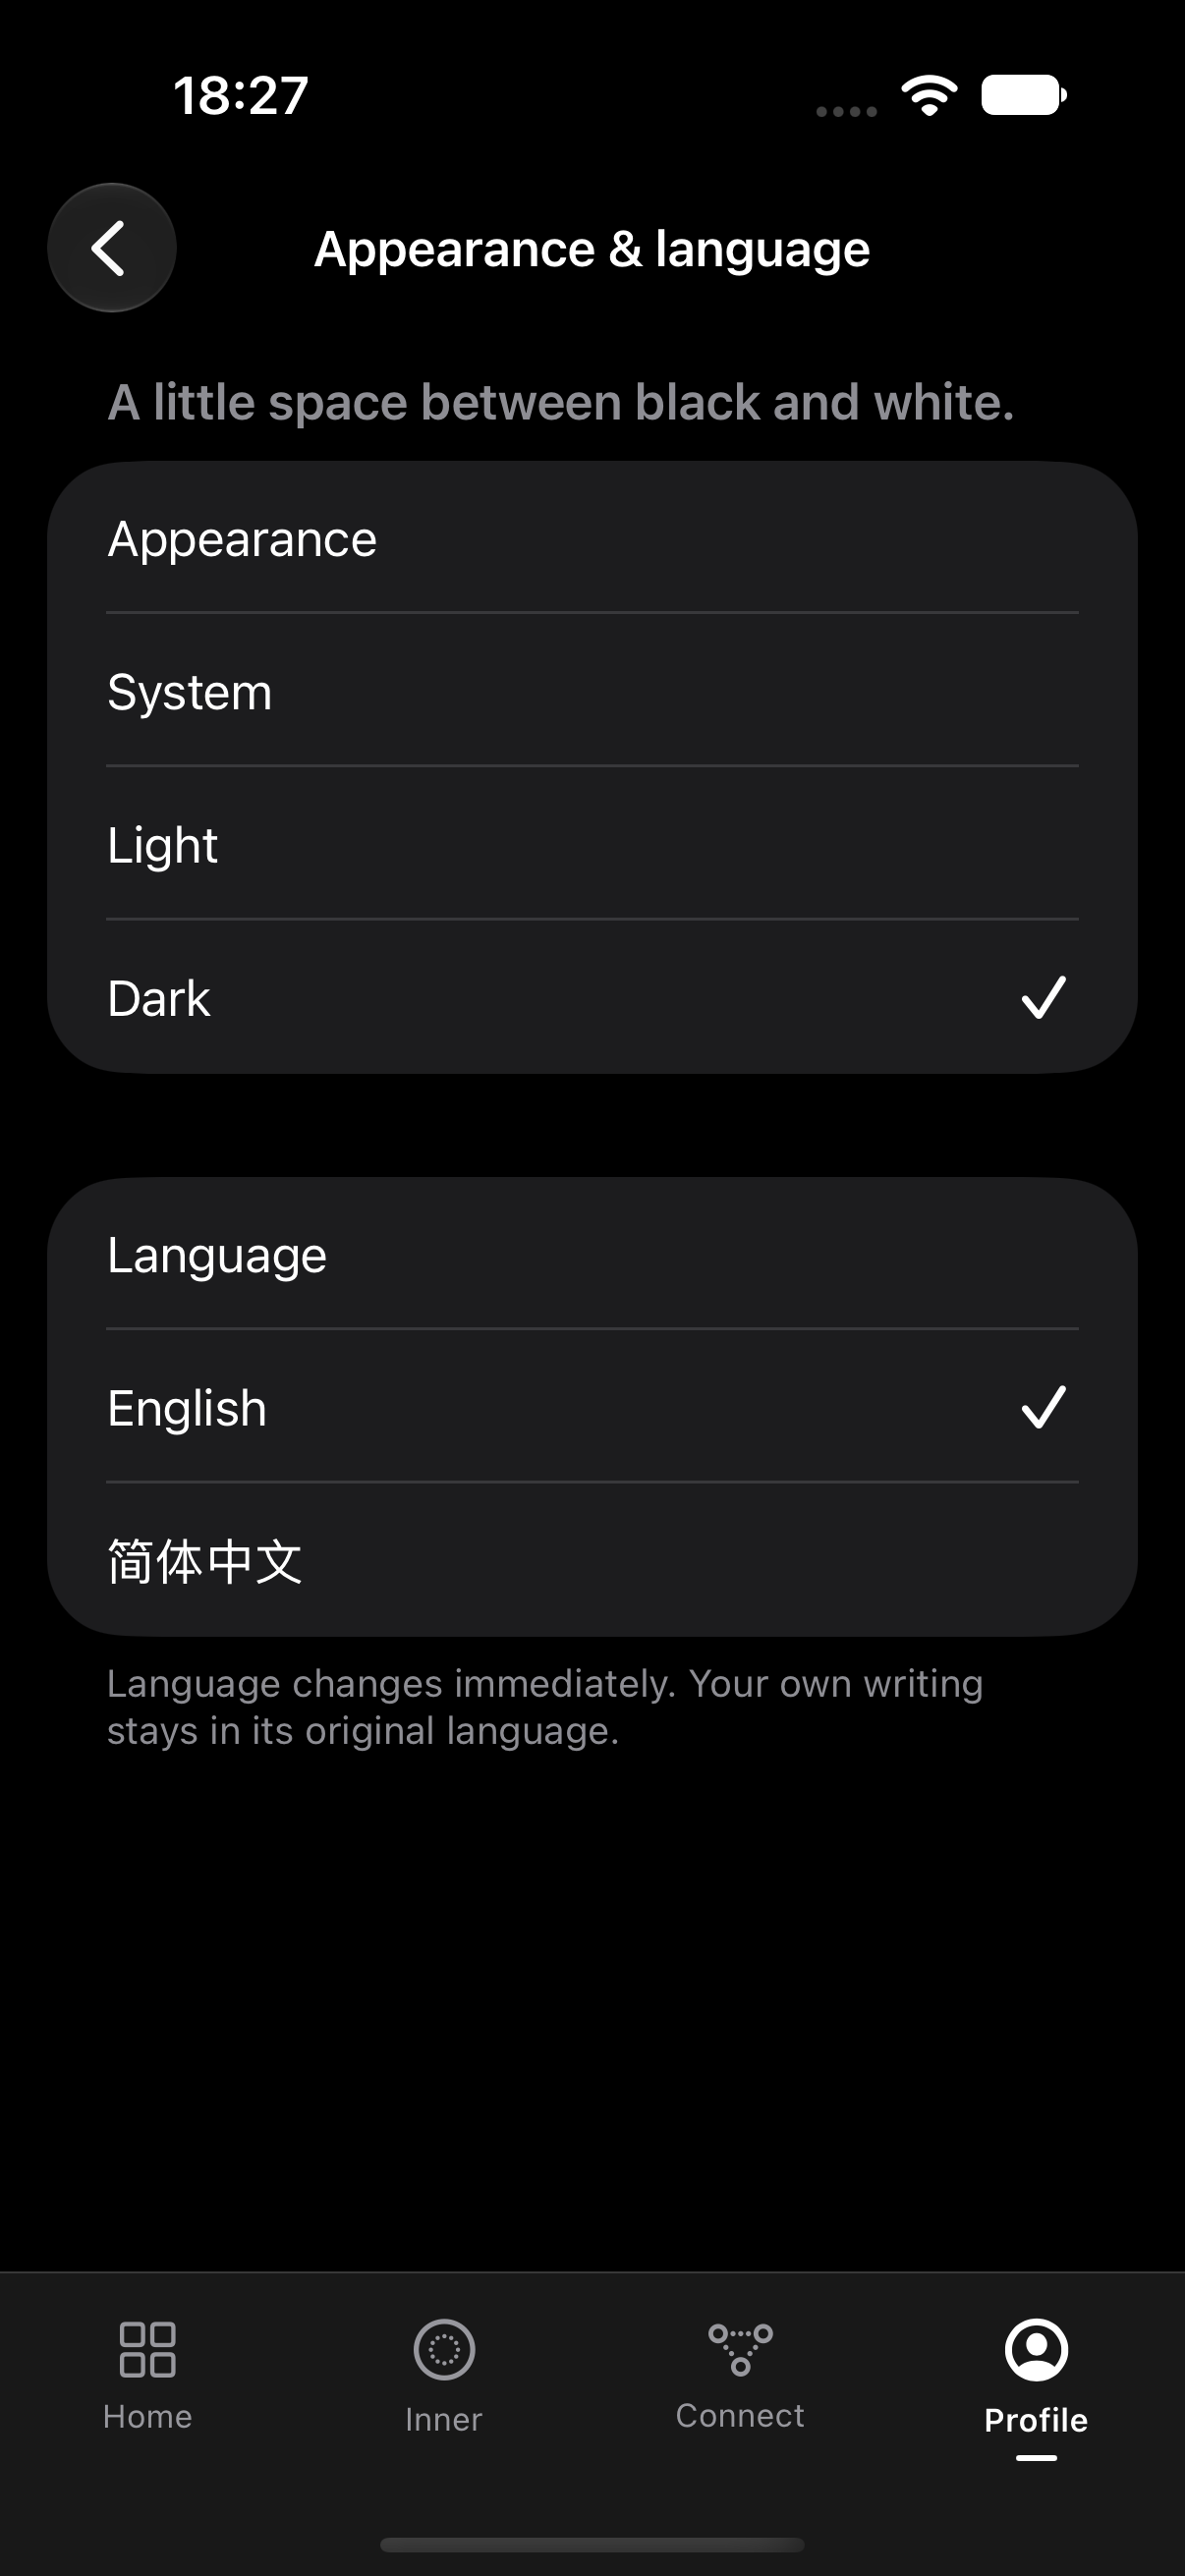 18:27
Appearance & language
A little space between black and white.
Appearance
System
Light
Dark
Language
English
简体中文
Language changes immediately. Your own writing
stays in its original language.
Home
Inner
Connect
Profile